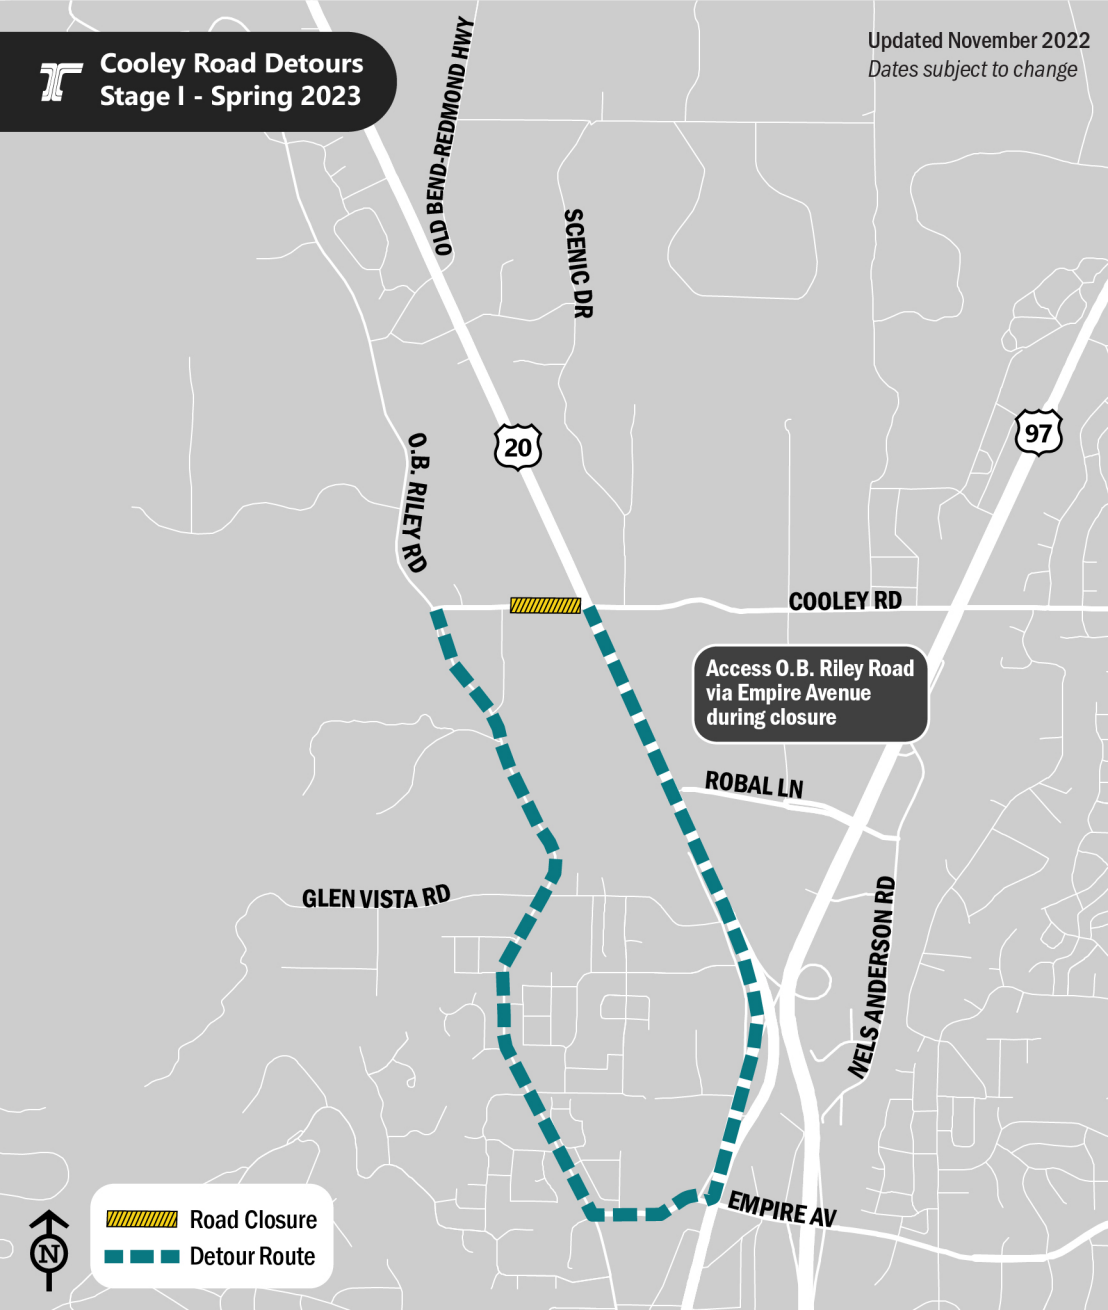 Cooley Road Detours
Stage I - Spring 2023
Updated November 2022
Dates subject to change
OLD BEND-REDMOND HWY
SCENIC DR
20
97
O.B. RILEY RD
COOLEY RD
Access O.B. Riley Road
via Empire Avenue
during closure
ROBAL LN
GLEN VISTA RD
NELS ANDERSON RD
EMPIRE AV
Road Closure
Detour Route
N